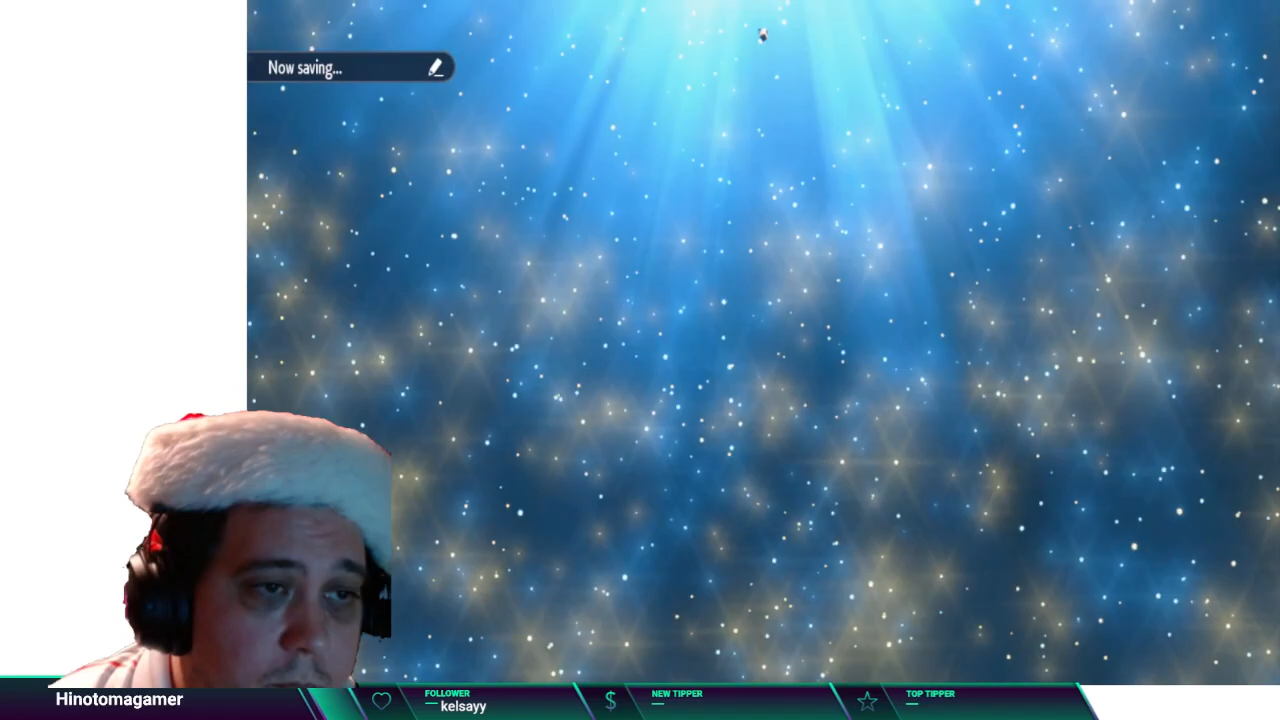 Now saving...
Hinotomagamer
FOLLOWER
kelsayy
$
NEW TIPPER
TOP TIPPER